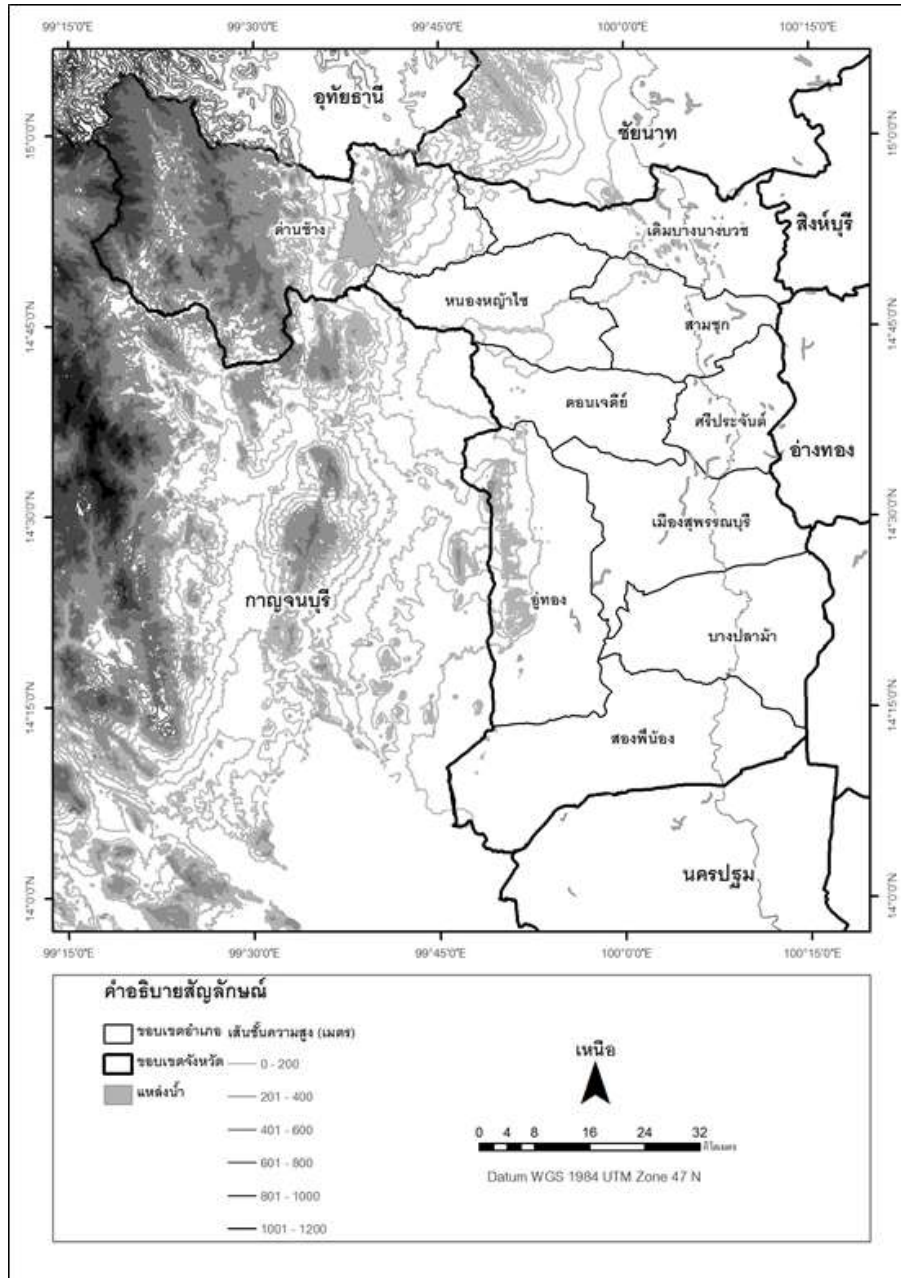 99°15'0"E 99°30'0"E 99°45'0"E 100°0'0"E 100°15'0"E
อุทัยธานี
ชัยนาท
15°0'0"N 15°0'0"N
สิงห์บุรี
ด่านช้าง
เดิมบางนางบวช
หนองหญ้าไซ
สามชุก
14°45'0"N 14°45'0"N
ดอนเจดีย์
ศรีประจันต์
อ่างทอง
14°30'0"N 14°30'0"N
เมืองสุพรรณบุรี
กาญจนบุรี
อู่ทอง
บางปลาม้า
14°15'0"N 14°15'0"N
สองพี่น้อง
นครปฐม
14°0'0"N 14°0'0"N
99°15'0"E 99°30'0"E 99°45'0"E 100°0'0"E 100°15'0"E
คำอธิบายสัญลักษณ์
ขอบเขตอำเภอ เส้นชั้นความสูง (เมตร)
ขอบเขตจังหวัด 0 - 200
แหล่งน้ำ 201 - 400
401 - 600
601 - 800
801 - 1000
1001 - 1200
เหนือ
0 4 8 16 24 32
กิโลเมตร
Datum WGS 1984 UTM Zone 47 N